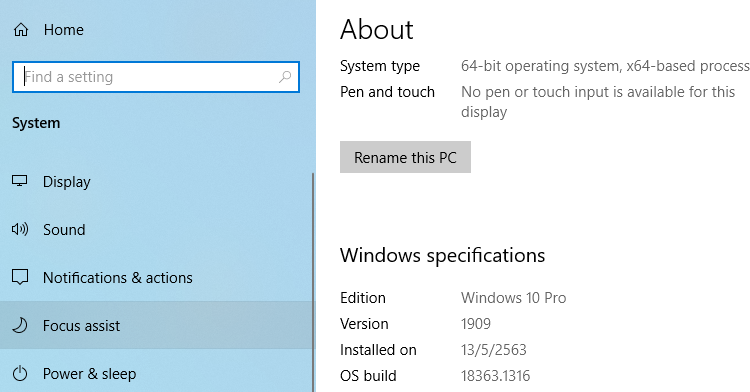 Home
Find a setting
System
Display
Sound
Notifications & actions
Focus assist
Power & sleep
About
System type 64-bit operating system, x64-based process
Pen and touch No pen or touch input is available for this
display
Rename this PC
Windows specifications
Edition Windows 10 Pro
Version 1909
Installed on 13/5/2563
OS build 18363.1316